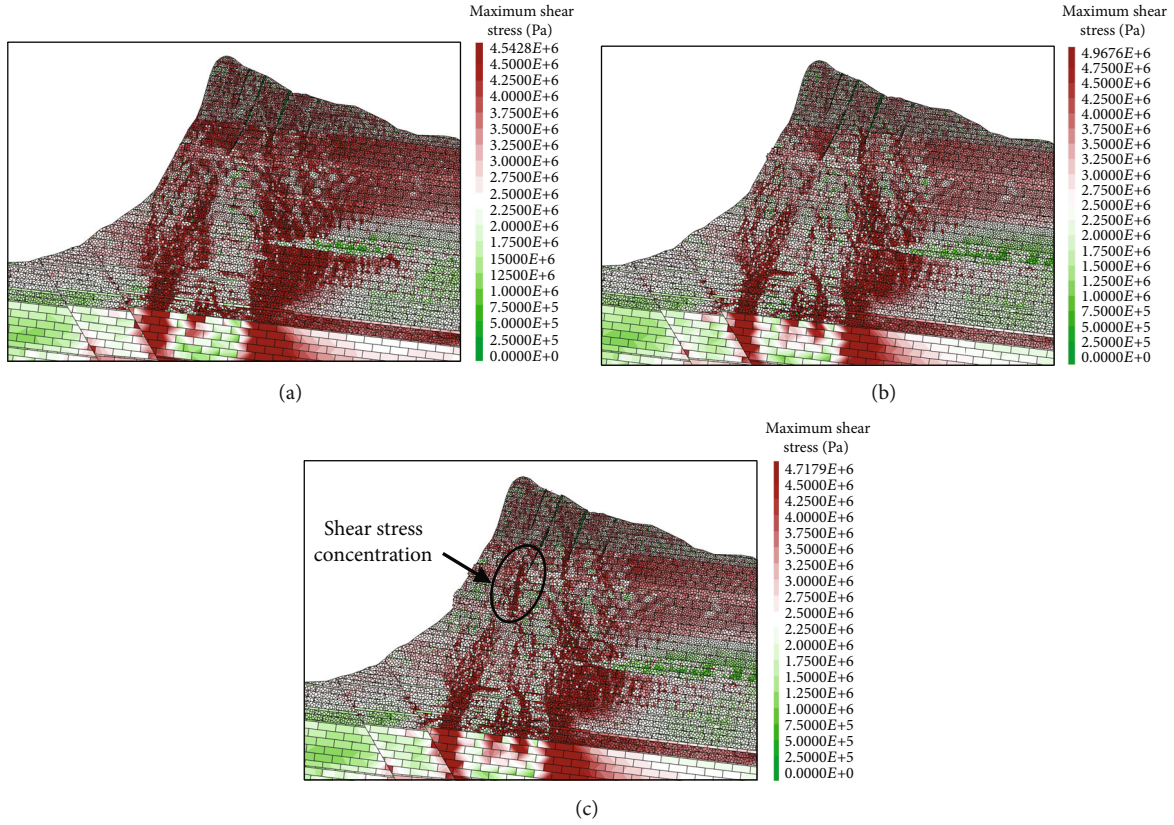 Maximum shear
stress (Pa)
4.5428E+6
4.5000E+6
4.2500E+6
4.0000E+6
3.7500E+6
3.5000E+6
3.2500E+6
3.0000E+6
2.7500E+6
2.5000E+6
2.2500E+6
2.0000E+6
1.7500E+6
1.5000E+6
12.500E+6
1.0000E+6
7.5000E+5
5.0000E+5
2.5000E+5
0.0000E+0
(a)
Maximum shear
stress (Pa)
4.9676E+6
4.7500E+6
4.5000E+6
4.2500E+6
4.0000E+6
3.7500E+6
3.5000E+6
3.2500E+6
3.0000E+6
2.7500E+6
2.5000E+6
2.2500E+6
2.0000E+6
1.7500E+6
1.5000E+6
1.2500E+6
1.0000E+6
7.5000E+5
5.0000E+5
2.5000E+5
0.0000E+0
(b)
Shear stress
concentration
Maximum shear
stress (Pa)
4.7179E+6
4.5000E+6
4.2500E+6
4.0000E+6
3.7500E+6
3.5000E+6
3.2500E+6
3.0000E+6
2.7500E+6
2.5000E+6
2.2500E+6
2.0000E+6
1.7500E+6
1.5000E+6
1.2500E+6
1.0000E+6
7.5000E+5
5.0000E+5
2.5000E+5
0.0000E+0
(c)